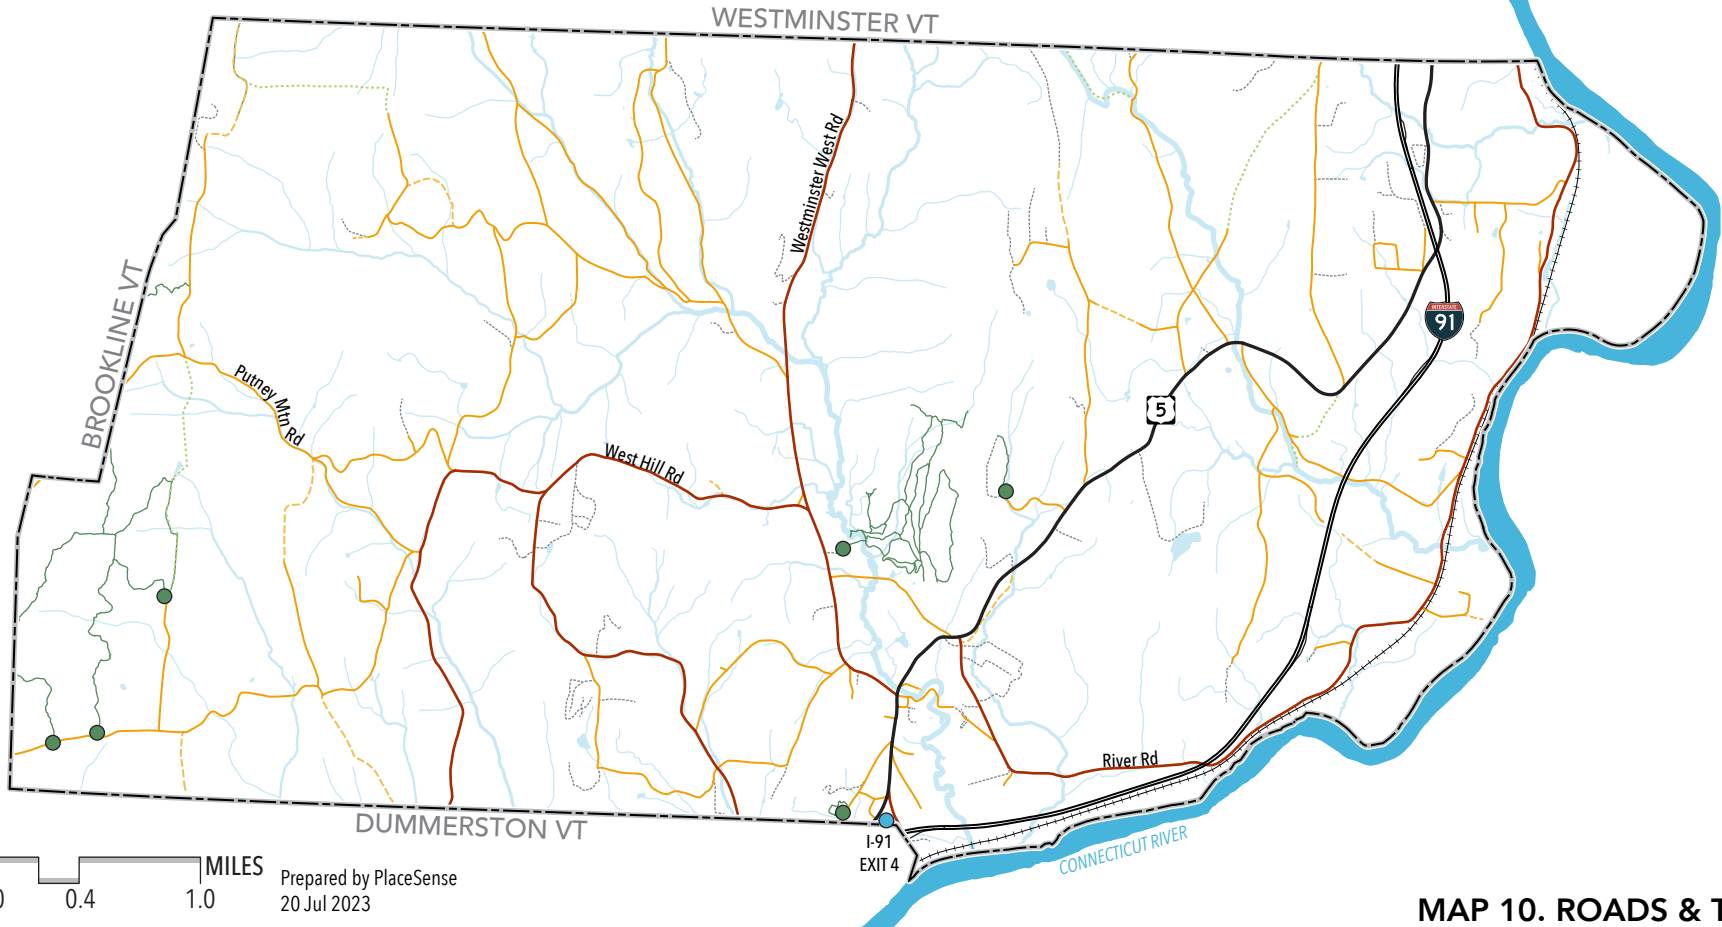 WESTMINSTER VT
Westminster West Rd
BROOKLINE VT
INTERSTATE
91
Putney Mtn Rd
5
West Hill Rd
River Rd
DUMMERSTON VT
I-91
EXIT 4
CONNECTICUT RIVER
MILES
0.4
1.0
Prepared by PlaceSense
20 Jul 2023
MAP 10. ROADS &